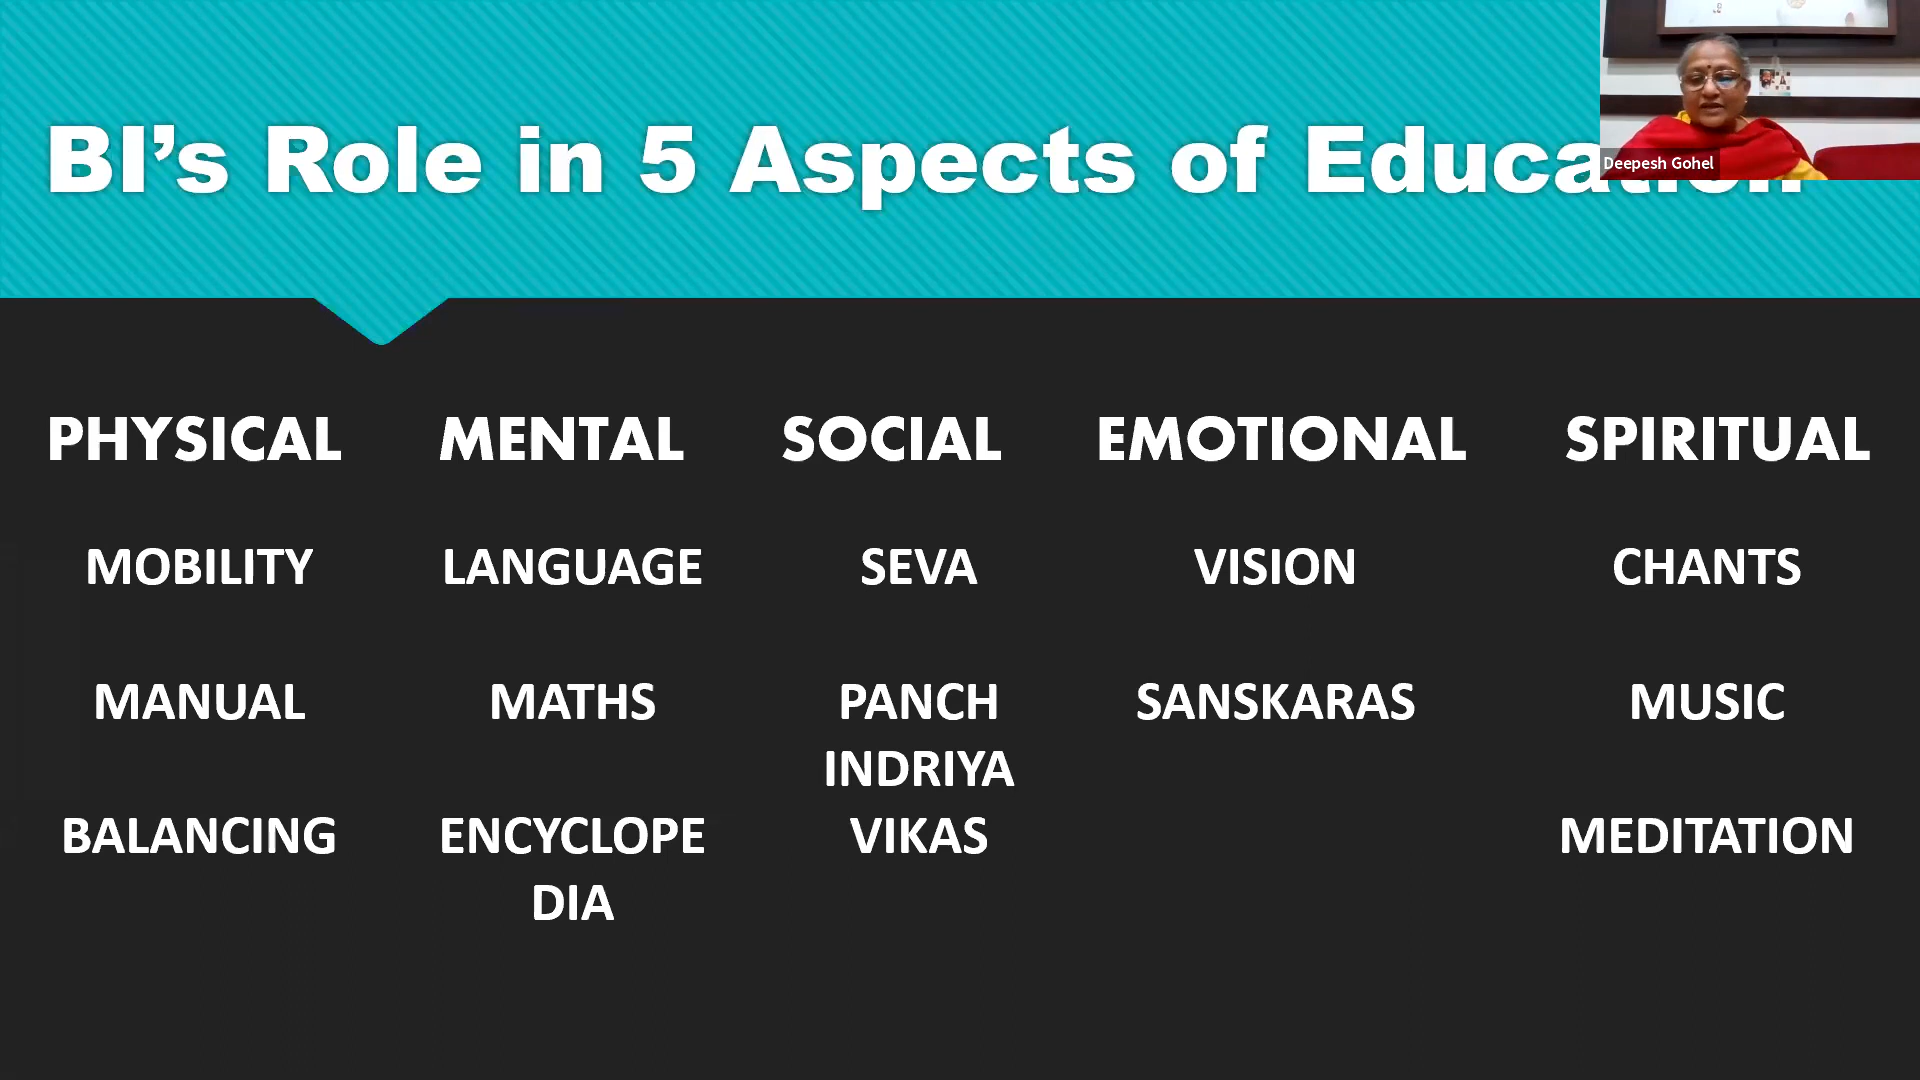 BI's Role in 5 Aspects of Education
Deepesh Gohel
PHYSICAL MENTAL SOCIAL EMOTIONAL SPIRITUAL
MOBILITY LANGUAGE SEVA VISION CHANTS
MANUAL MATHS PANCH SANSKARAS MUSIC
INDRIYA
BALANCING ENCYCLOPE VIKAS MEDITATION
DIA